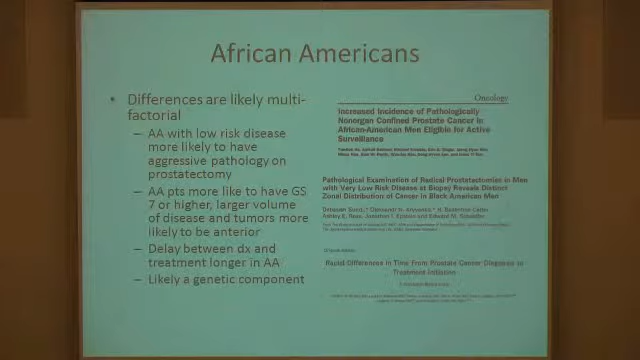 African Americans
• Differences are likely multi-
factorial
– AA with low risk disease
more likely to have
aggressive pathology on
prostatectomy
– AA pts more like to have GS
7 or higher, larger volume
of disease and tumors more
likely to be anterior
– Delay between dx and
treatment longer in AA
– Likely a genetic component
Oncology
Increased Incidence of Pathologically
Nonorgan Confined Prostate Cancer in
African-American Men Eligible for Active
Surveillance
Pathological Examination of Radical Prostatectomies in Men
with Very Low Risk Disease at Biopsy Reveals Distinct
Zonal Distribution of Cancer in Black American Men
Racial Differences in Time From Prostate Cancer Diagnosis to
Treatment Initiation